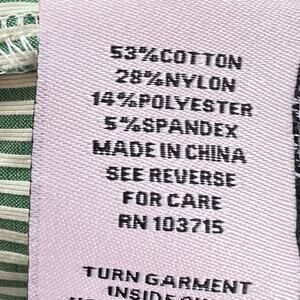 53%COTTON
28%NYLON
14%POLYESTER
5%SPANDEX
MADE IN CHINA
SEE REVERSE
FOR CARE
RN 103715
TURN GARMENT
INSIDE